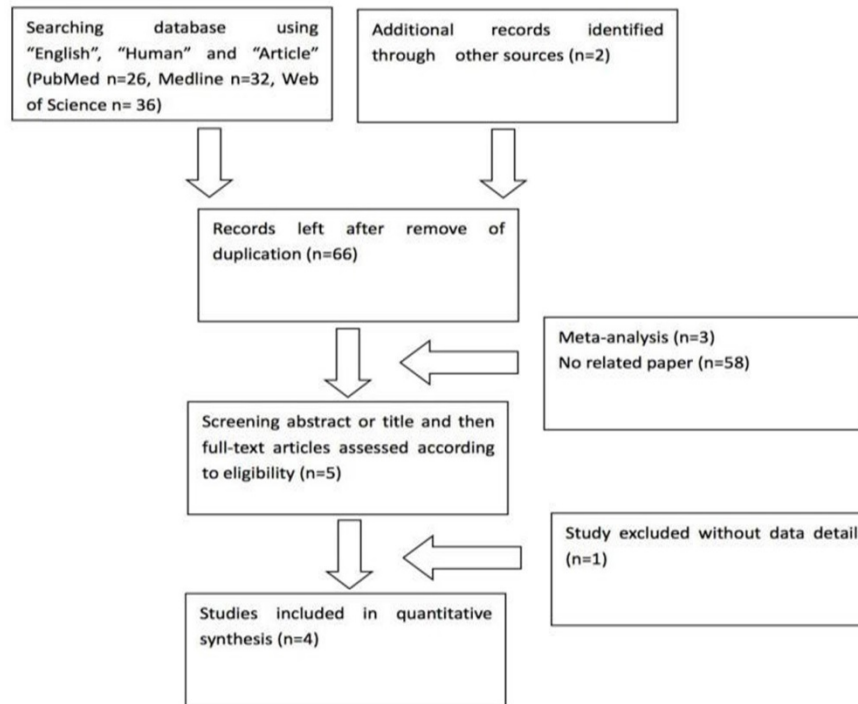 Searching database using
“English”, “Human” and “Article”
(PubMed n=26, Medline n=32, Web
of Science n= 36)
Additional records identified
through other sources (n=2)
Records left after remove of
duplication (n=66)
Meta-analysis (n=3)
No related paper (n=58)
Screening abstract or title and then
full-text articles assessed according
to eligibility (n=5)
Study excluded without data detail
(n=1)
Studies included in quantitative
synthesis (n=4)